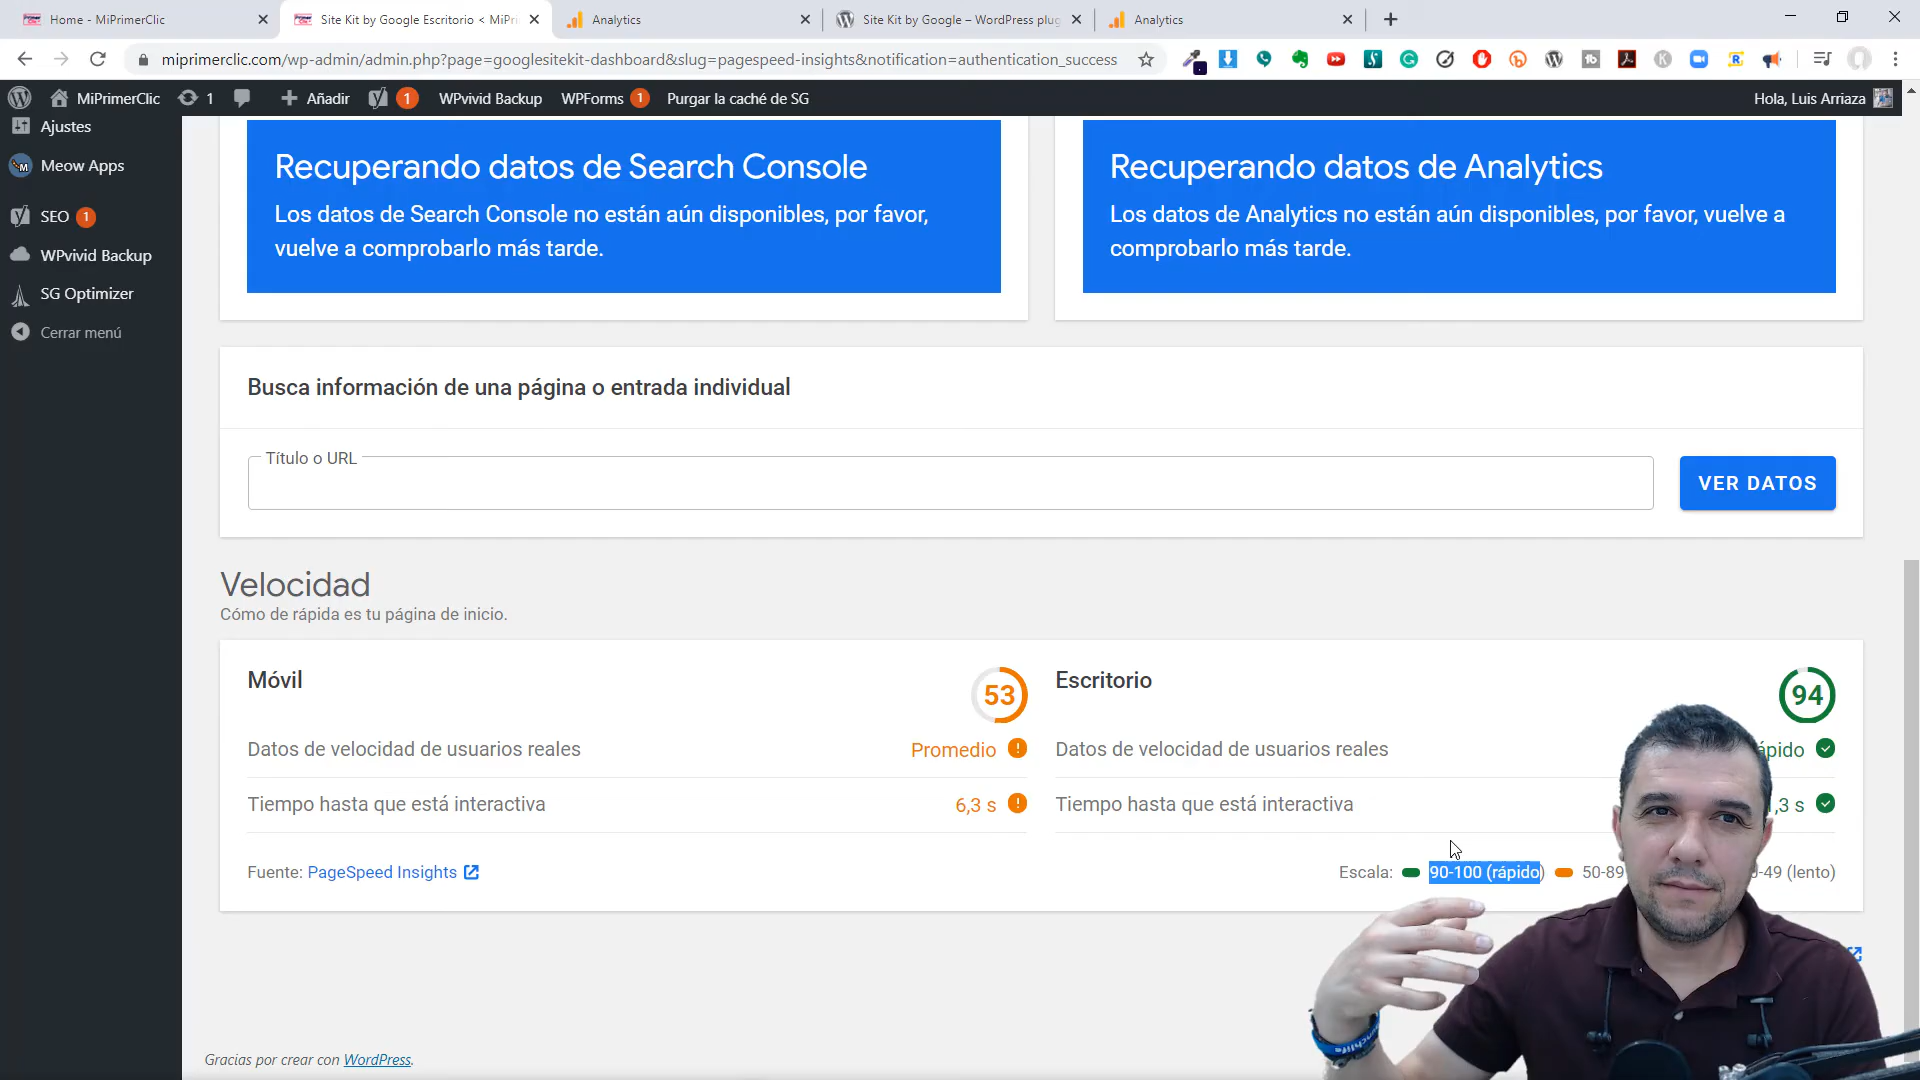 Home - MiPrimerClic
Site Kit by Google Escritorio < MiPri
Analytics
Site Kit by Google – WordPress plug
Analytics
miprimerclic.com/wp-admin/admin.php?page=googlesitekit-dashboard&slug=pagespeed-insights&notification=authentication_success
MiPrimerClic
1
Añadir
1
WPvivid Backup
WPForms 1
Purgar la caché de SG
Hola, Luis Arriaza
Ajustes
Meow Apps
SEO 1
WPvivid Backup
SG Optimizer
Cerrar menú
Recuperando datos de Search Console
Los datos de Search Console no están aún disponibles, por favor,
vuelve a comprobarlo más tarde.
Recuperando datos de Analytics
Los datos de Analytics no están aún disponibles, por favor, vuelve a
comprobarlo más tarde.
Busca información de una página o entrada individual
Título o URL
VER DATOS
Velocidad
Cómo de rápida es tu página de inicio.
Móvil
53
Datos de velocidad de usuarios reales
Promedio
Tiempo hasta que está interactiva
6,3 s
Fuente: PageSpeed Insights
Escritorio
94
Datos de velocidad de usuarios reales
ápido
Tiempo hasta que está interactiva
,3 s
Escala: 90-100 (rápido) 50-89 -49 (lento)
Gracias por crear con WordPress.